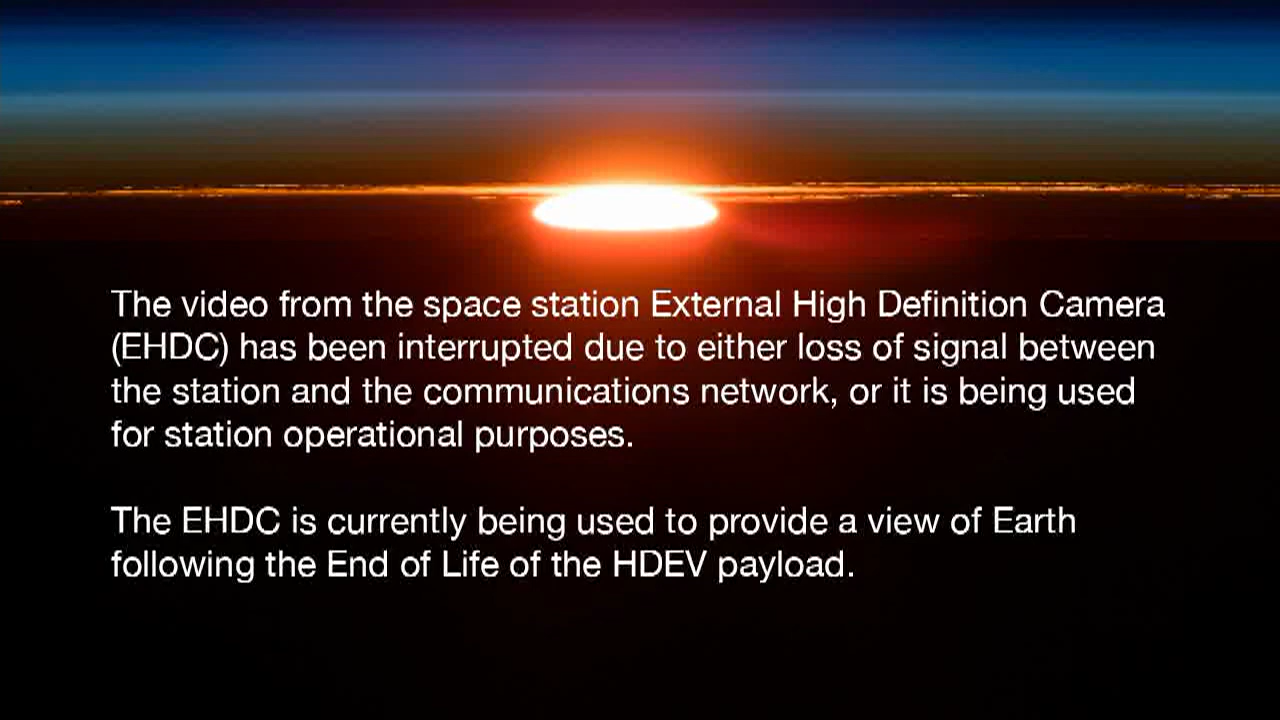 The video from the space station External High Definition Camera
(EHDC) has been interrupted due to either loss of signal between
the station and the communications network, or it is being used
for station operational purposes.
The EHDC is currently being used to provide a view of Earth
following the End of Life of the HDEV payload.